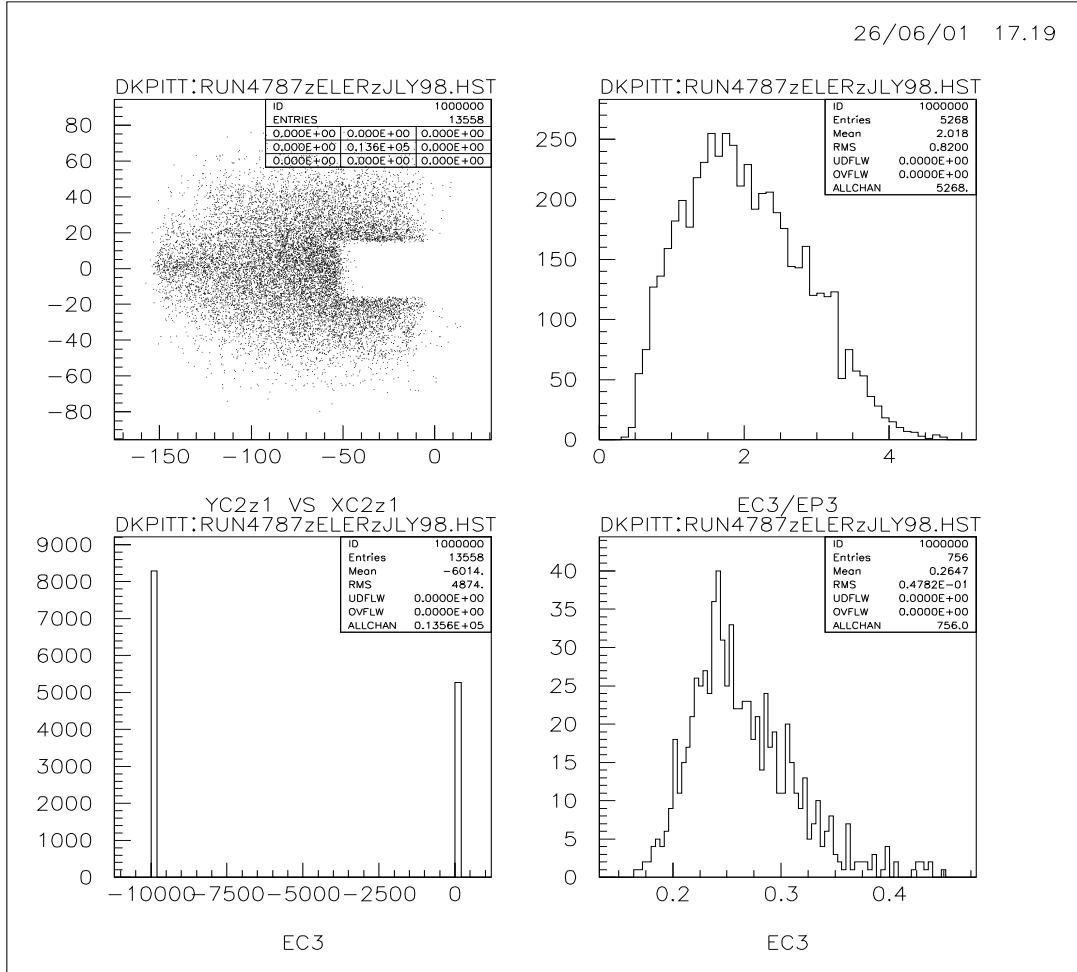 26/06/01 17.19
DKPITT:RUN4787zELERzJLY98.HST
ID 1000000
ENTRIES 13558
0.000E+00 0.000E+00 0.000E+00
0.000E+00 0.136E+05 0.000E+00
0.000E+00 0.000E+00 0.000E+00
80
60
40
20
0
-20
-40
-60
-80
-150 -100 -50 0
YC2z1 VS XC2z1
DKPITT:RUN4787zELERzJLY98.HST
ID 1000000
Entries 5268
Mean 2.018
RMS 0.8200
UDFLW 0.0000E+00
OVFLW 0.0000E+00
ALLCHAN 5268.
250
200
150
100
50
0
0 2 4
EC3/EP3
DKPITT:RUN4787zELERzJLY98.HST
ID 1000000
Entries 13558
Mean -6014.
RMS 4874.
UDFLW 0.0000E+00
OVFLW 0.0000E+00
ALLCHAN 0.1356E+05
9000
8000
7000
6000
5000
4000
3000
2000
1000
0
-10000 -7500 -5000 -2500 0
EC3
DKPITT:RUN4787zELERzJLY98.HST
ID 1000000
Entries 756
Mean 0.2647
RMS 0.4782E-01
UDFLW 0.0000E+00
OVFLW 0.0000E+00
ALLCHAN 756.0
40
35
30
25
20
15
10
5
0
0.2 0.3 0.4
EC3